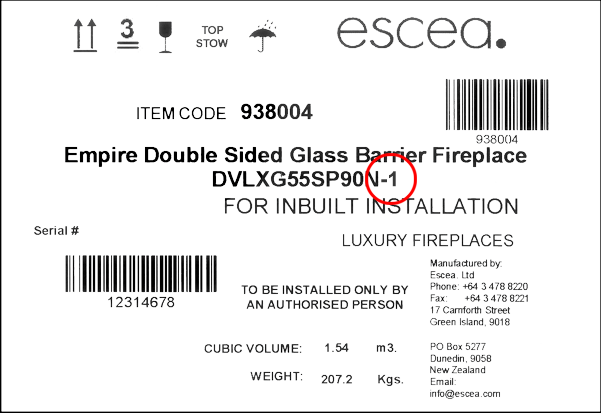 3
TOP
STOW
escea.
ITEM CODE 938004
938004
Empire Double Sided Glass Barrier Fireplace
DVLXG55SP90N-1
FOR INBUILT INSTALLATION
LUXURY FIREPLACES
Serial #
12314678
TO BE INSTALLED ONLY BY
AN AUTHORISED PERSON
Manufactured by:
Escea. Ltd
Phone: +64 3 478 8220
Fax: +64 3 478 8221
17 Carnforth Street
Green Island, 9018
CUBIC VOLUME: 1.54 m3.
WEIGHT: 207.2 Kgs.
PO Box 5277
Dunedin, 9058
New Zealand
Email:
info@escea.com